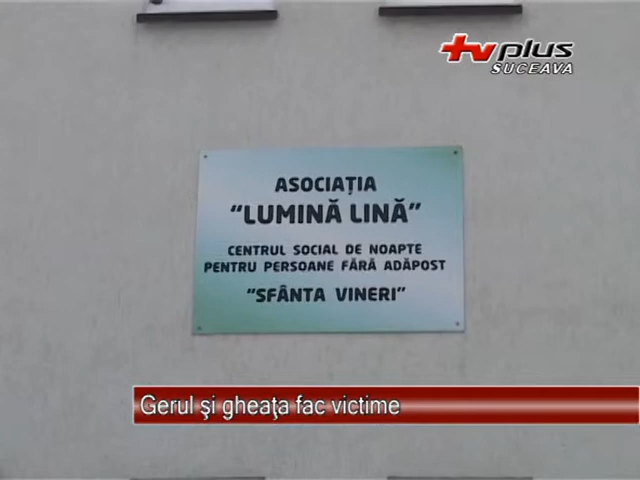 tvplus
SUCEAVA
ASOCIAȚIA
"LUMINĂ LINĂ"
CENTRUL SOCIAL DE NOAPTE
PENTRU PERSOANE FĂRĂ ADĂPOST
"SFÂNTA VINERI"
Gerul şi gheaţa fac victime